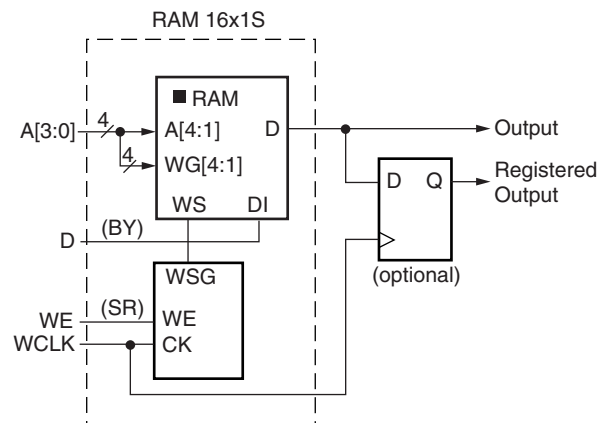 RAM 16x1S
RAM
A[3:0]
4
A[4:1]
D
Output
4
WG[4:1]
D
Q
Registered
Output
WS
DI
D
(BY)
WSG
(optional)
WE
(SR)
WE
WCLK
CK